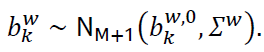 b_k^w ∼ N_{M+1}(b_k^{w,0}, Σ^w).